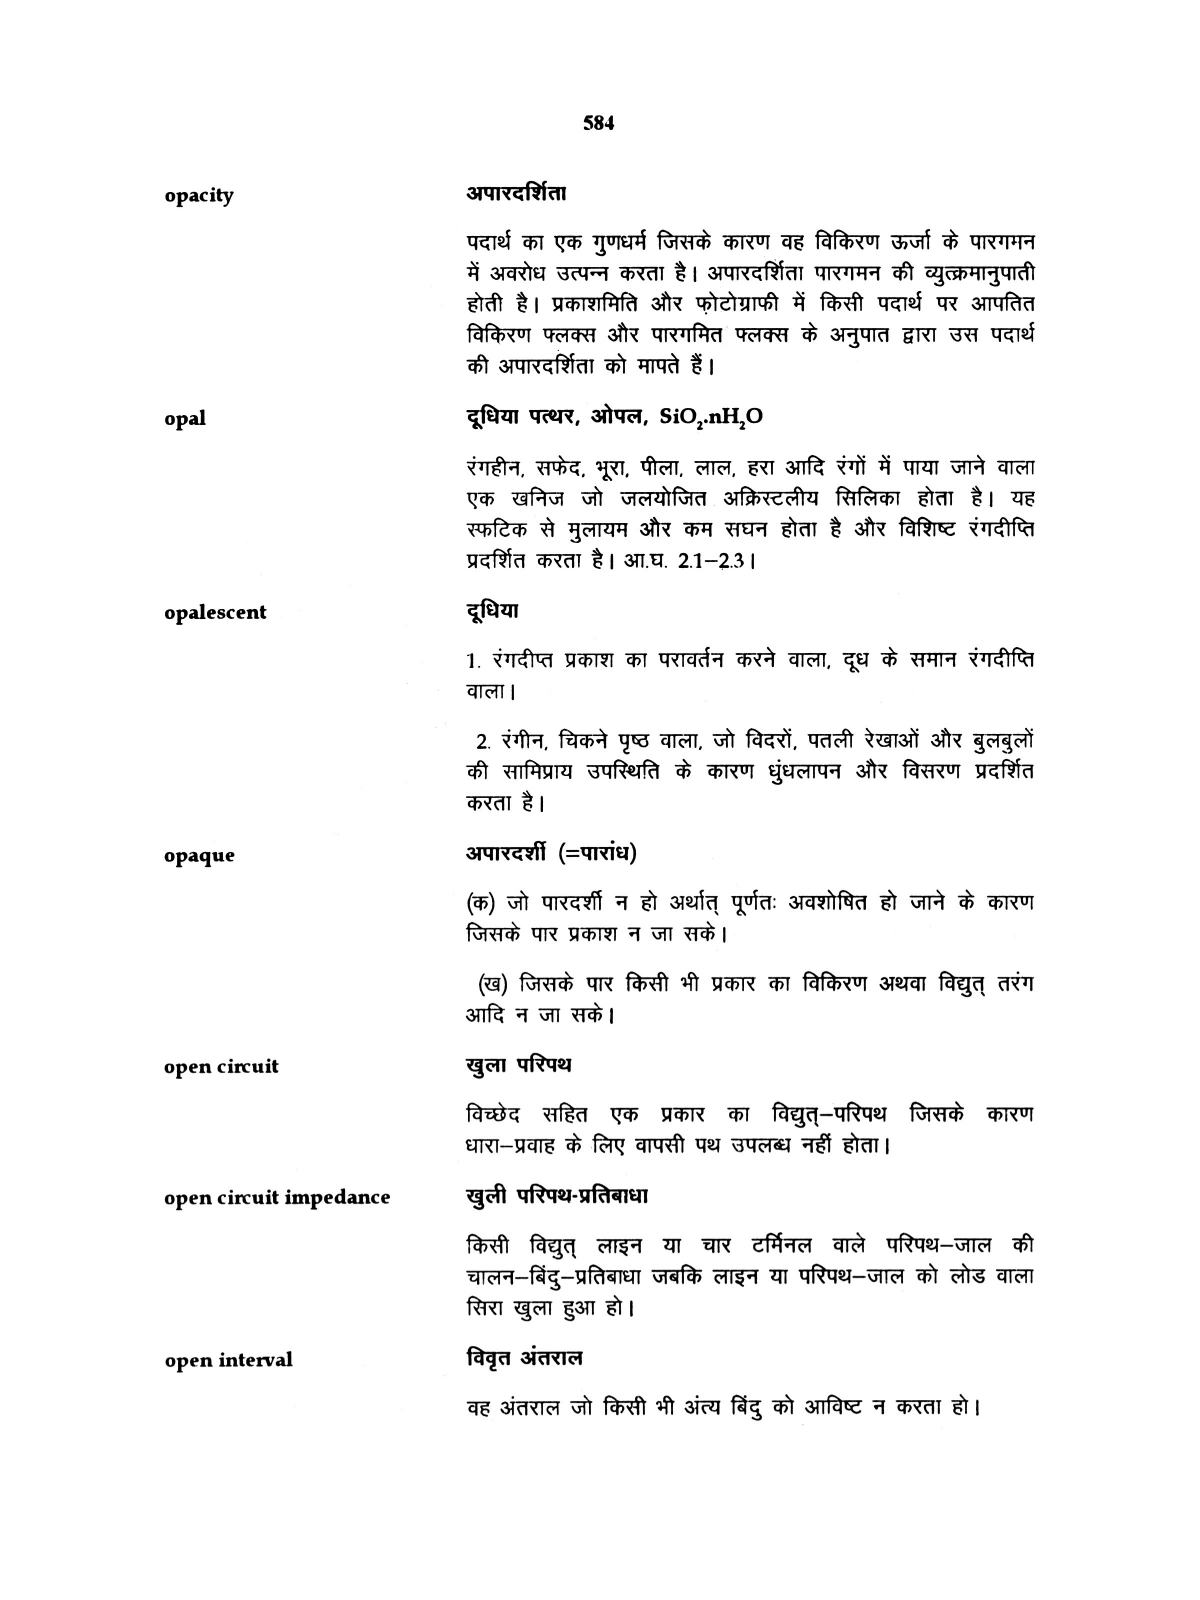 584
opacity अपारदर्शिता
पदार्थ का एक गुणधर्म जिसके कारण वह विकिरण ऊर्जा के पारगमन
में अवरोध उत्पन्न करता है। अपारदर्शिता पारगमन की व्युत्क्रमानुपाती
होती है। प्रकाशमिति और फ़ोटोग्राफी में किसी पदार्थ पर आपतित
विकिरण फ्लक्स और पारगमित फ्लक्स के अनुपात द्वारा उस पदार्थ
की अपारदर्शिता को मापते हैं।
opal दूधिया पत्थर, ओपल, SiO₂.nH₂O
रंगहीन, सफेद, भूरा, पीला, लाल, हरा आदि रंगों में पाया जाने वाला
एक खनिज जो जलयोजित अक्रिस्टलीय सिलिका होता है। यह
स्फटिक से मुलायम और कम सघन होता है और विशिष्ट रंगदीप्ति
प्रदर्शित करता है। आ.घ. 2.1–2.3।
opalescent दूधिया
1. रंगदीप्त प्रकाश का परावर्तन करने वाला, दूध के समान रंगदीप्ति
वाला।
2. रंगीन, चिकने पृष्ठ वाला, जो विदरों, पतली रेखाओं और बुलबुलों
की सामिप्राय उपस्थिति के कारण धुंधलापन और विसरण प्रदर्शित
करता है।
opaque अपारदर्शी (=पारांध)
(क) जो पारदर्शी न हो अर्थात् पूर्णतः अवशोषित हो जाने के कारण
जिसके पार प्रकाश न जा सके।
(ख) जिसके पार किसी भी प्रकार का विकिरण अथवा विद्युत् तरंग
आदि न जा सके।
open circuit खुला परिपथ
विच्छेद सहित एक प्रकार का विद्युत्–परिपथ जिसके कारण
धारा–प्रवाह के लिए वापसी पथ उपलब्ध नहीं होता।
open circuit impedance खुली परिपथ-प्रतिबाधा
किसी विद्युत् लाइन या चार टर्मिनल वाले परिपथ–जाल की
चालन–बिंदु–प्रतिबाधा जबकि लाइन या परिपथ–जाल को लोड वाला
सिरा खुला हुआ हो।
open interval विवृत अंतराल
वह अंतराल जो किसी भी अंत्य बिंदु को आविष्ट न करता हो।